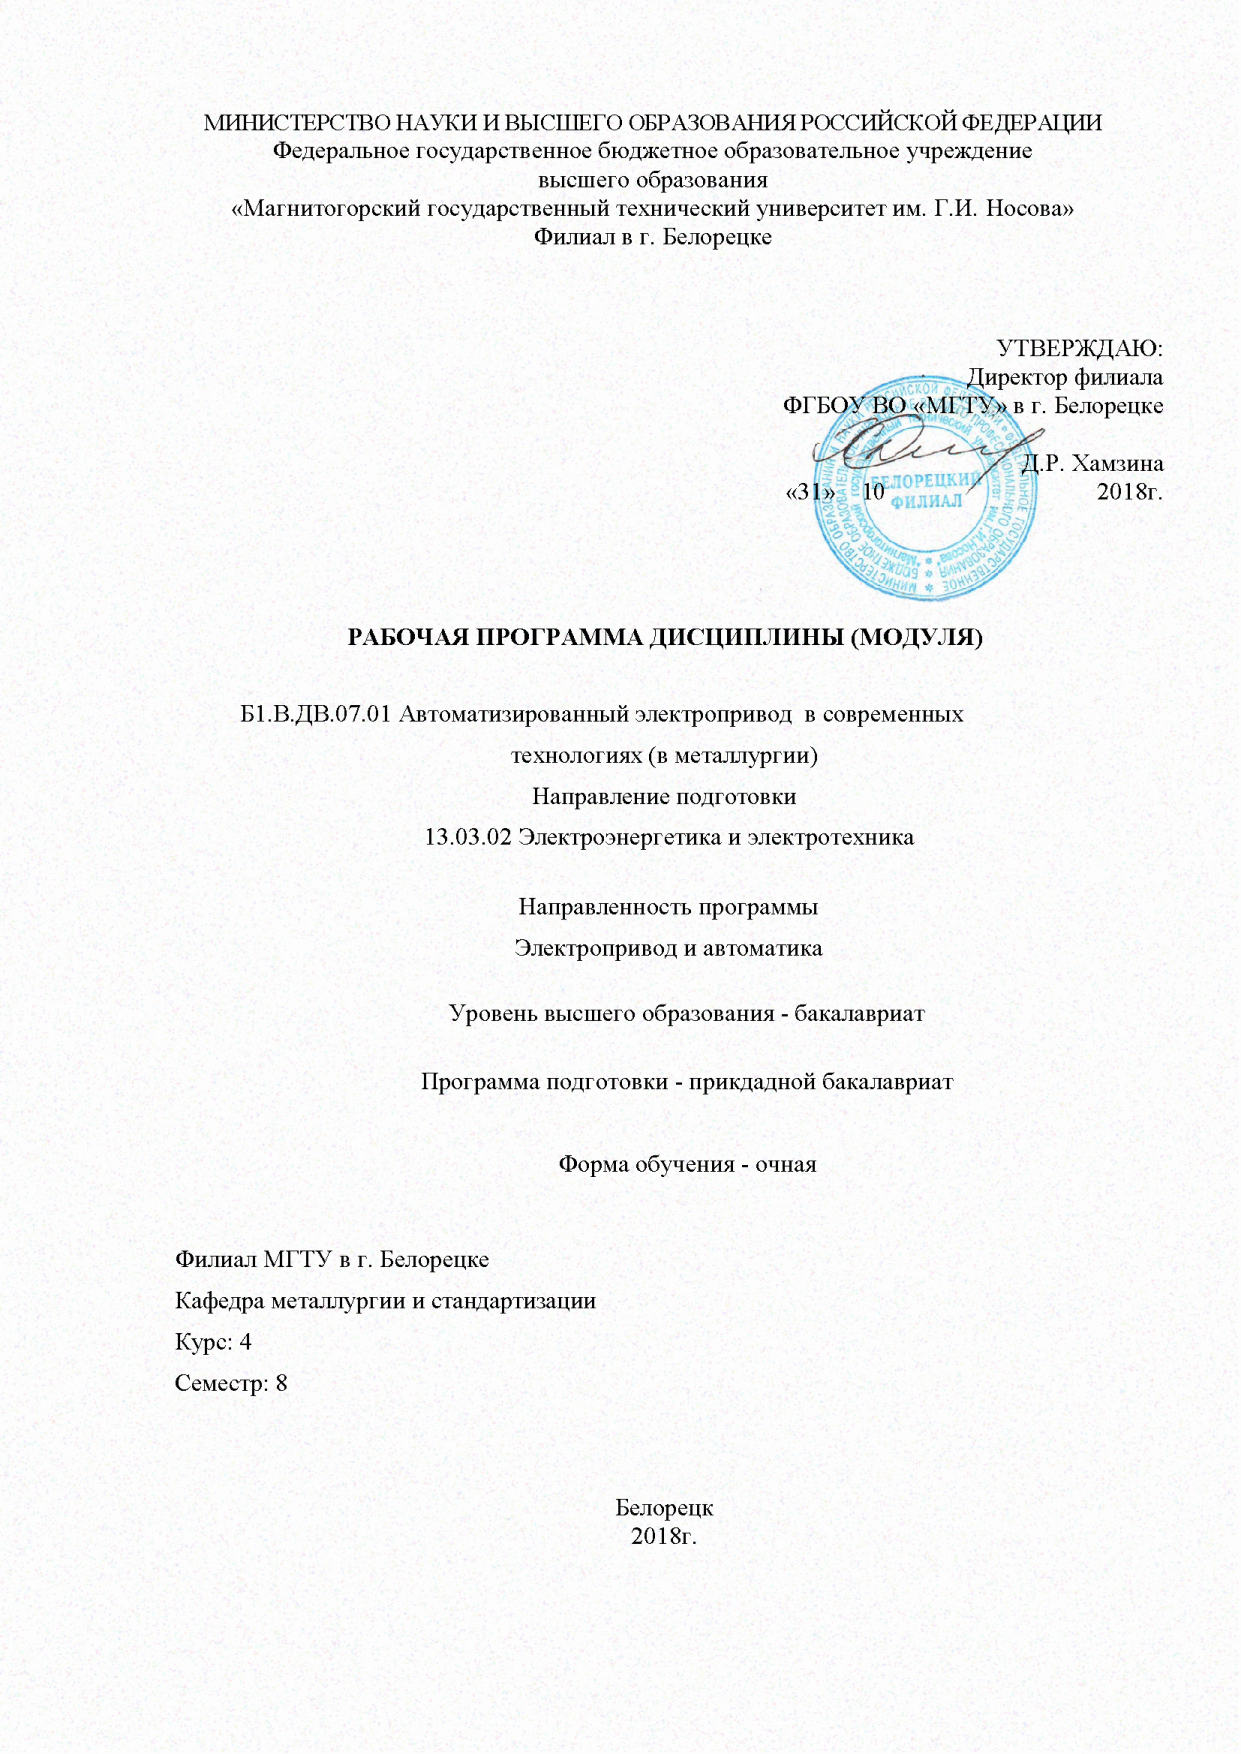 МИНИСТЕРСТВО НАУКИ И ВЫСШЕГО ОБРАЗОВАНИЯ РОССИЙСКОЙ ФЕДЕРАЦИИ
Федеральное государственное бюджетное образовательное учреждение
высшего образования
«Магнитогорский государственный технический университет им. Г.И. Носова»
Филиал в г. Белорецке
УТВЕРЖДАЮ:
Директор филиала
ФГБОУ ВО «МГТУ» в г. Белорецке
Д.Р. Хамзина
«31» 10 2018г.
БЕЛОРЕЦКИЙ
ФИЛИАЛ
РАБОЧАЯ ПРОГРАММА ДИСЦИПЛИНЫ (МОДУЛЯ)
Б1.В.ДВ.07.01 Автоматизированный электропривод в современных
технологиях (в металлургии)
Направление подготовки
13.03.02 Электроэнергетика и электротехника
Направленность программы
Электропривод и автоматика
Уровень высшего образования - бакалавриат
Программа подготовки - прикдадной бакалавриат
Форма обучения - очная
Филиал МГТУ в г. Белорецке
Кафедра металлургии и стандартизации
Курс: 4
Семестр: 8
Белорецк
2018г.